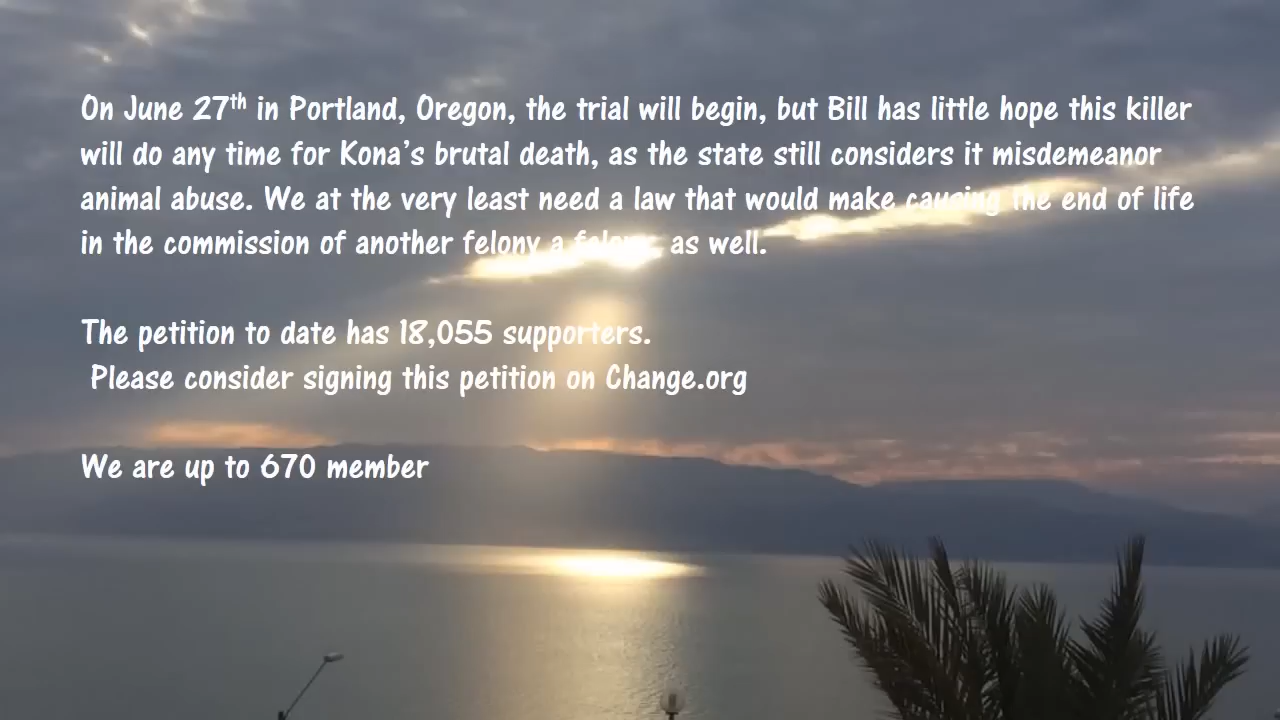 On June 27th in Portland, Oregon, the trial will begin, but Bill has little hope this killer
will do any time for Kona's brutal death, as the state still considers it misdemeanor
animal abuse. We at the very least need a law that would make causing the end of life
in the commission of another felony a felony, as well.
The petition to date has 18,055 supporters.
Please consider signing this petition on Change.org
We are up to 670 member